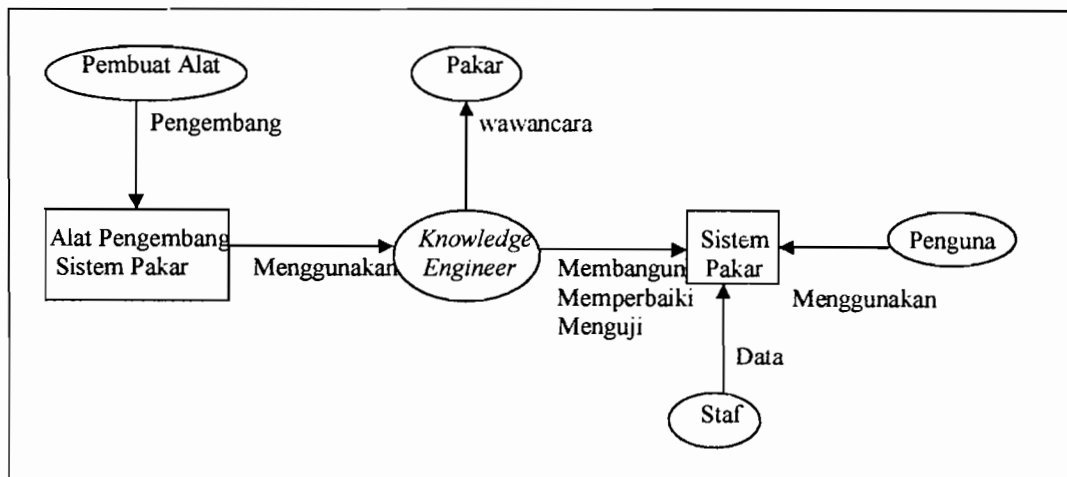 Pembuat Alat
Pakar
Pengembang
wawancara
Alat Pengembang
Sistem Pakar
Menggunakan
Knowledge
Engineer
Membangun
Memperbaiki
Menguji
Sistem
Pakar
Menggunakan
Penguna
Data
Staf